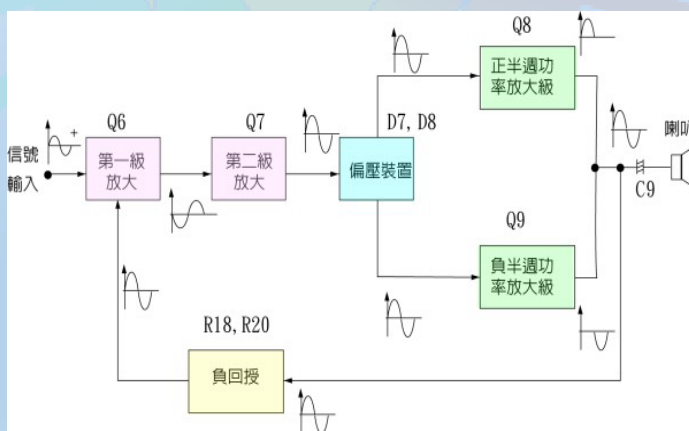 Q8
正半週功
率放大級
Q6
Q7
D7, D8
喇叭
+
信號
輸入
第一級
放大
第二級
放大
偏壓裝置
C9
Q9
負半週功
率放大級
R18, R20
負回授